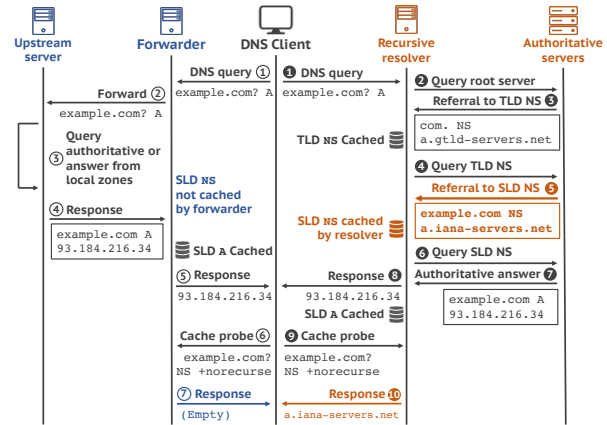 Upstream
server
Forwarder
DNS Client
Recursive
resolver
Authoritative
servers
DNS query ①
example.com? A
❶ DNS query
example.com? A
Forward ②
example.com? A
❷ Query root server
Referral to TLD NS ❸
com. NS
a.gtld-servers.net
TLD NS Cached
③ Query
authoritative or
answer from
local zones
❹ Query TLD NS
Referral to SLD NS ❺
example.com NS
a.iana-servers.net
SLD NS
not cached
by forwarder
SLD NS cached
by resolver
④ Response
example.com A
93.184.216.34
SLD A Cached
❻ Query SLD NS
Authoritative answer ❼
example.com A
93.184.216.34
⑤ Response
93.184.216.34
Response ❽
93.184.216.34
SLD A Cached
Cache probe ⑥
example.com?
NS +norecurse
❾ Cache probe
example.com?
NS +norecurse
⑦ Response
(Empty)
Response ❿
a.iana-servers.net